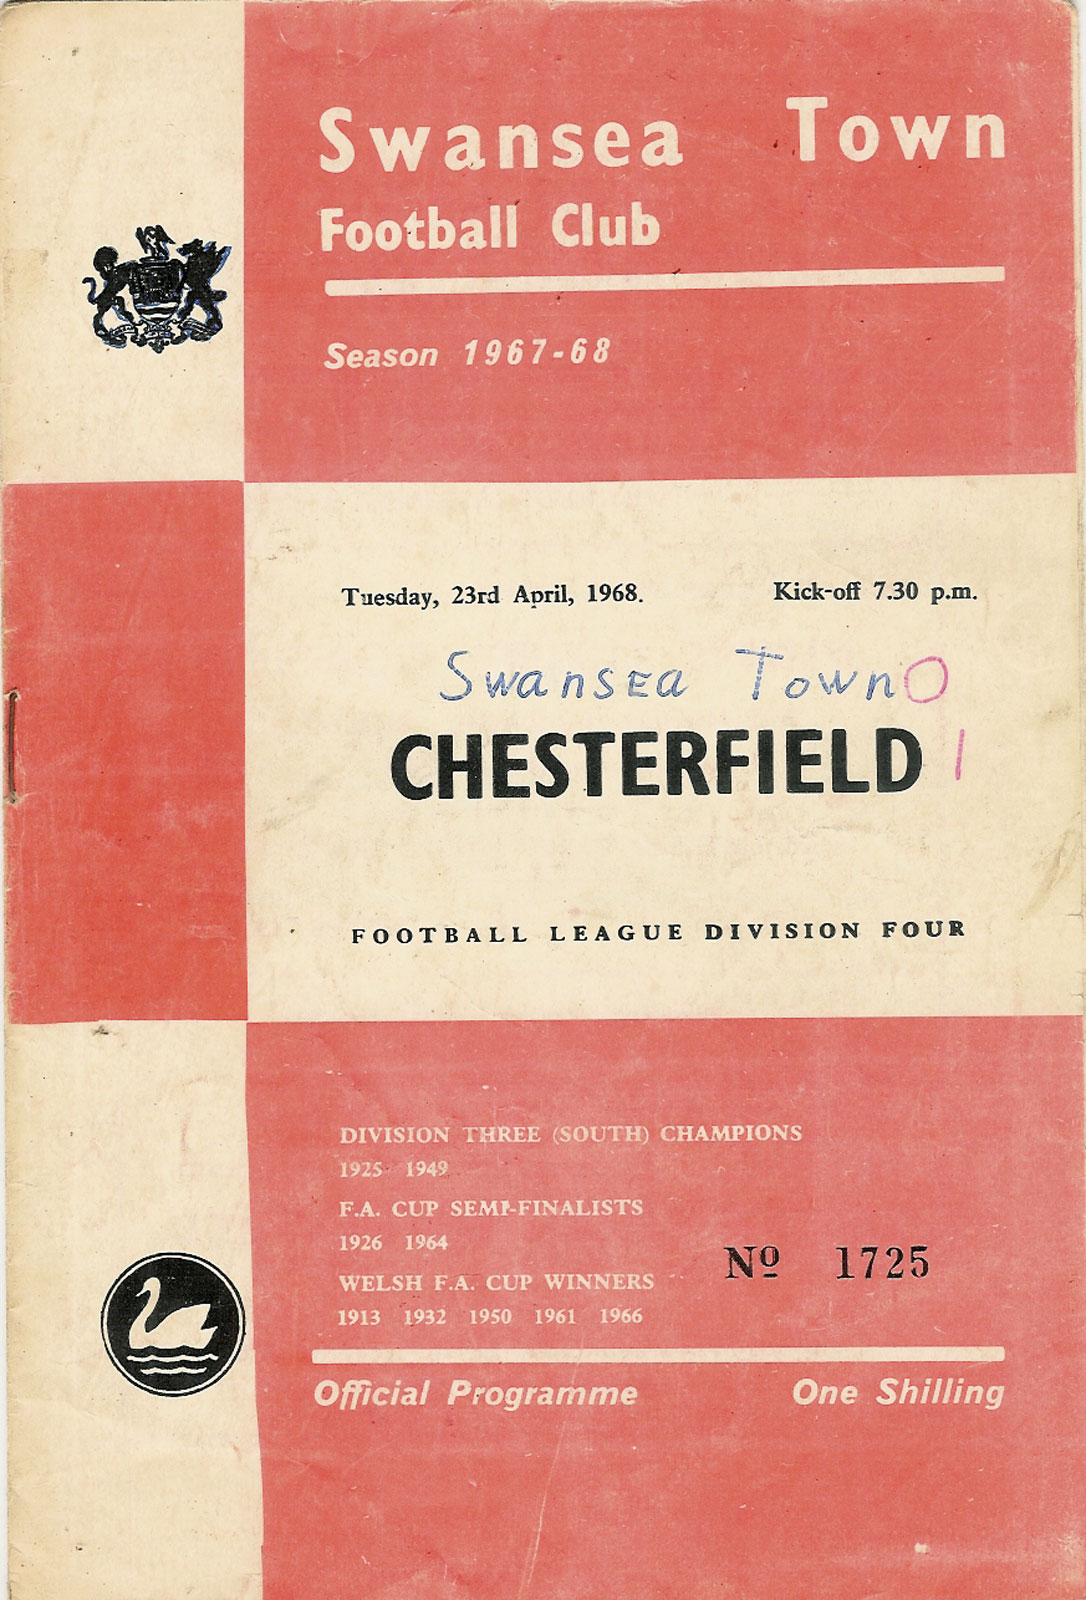 Swansea Town
Football Club
Season 1967-68
Tuesday, 23rd April, 1968. Kick-off 7.30 p.m.
Swansea Town 0
CHESTERFIELD 1
FOOTBALL LEAGUE DIVISION FOUR
DIVISION THREE (SOUTH) CHAMPIONS
1925 1949
F.A. CUP SEMI-FINALISTS
1926 1964
Nº 1725
WELSH F.A. CUP WINNERS
1913 1932 1950 1961 1966
Official Programme One Shilling